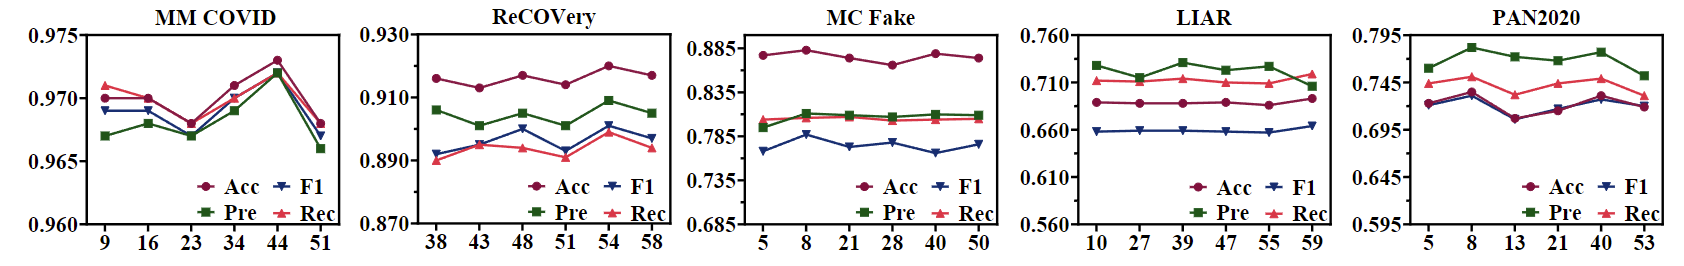 MM COVID
0.975
0.970
0.965
0.960
Acc F1
Pre Rec
9 16 23 34 44 51
ReCOVery
0.930
0.910
0.890
0.870
Acc F1
Pre Rec
38 43 48 51 54 58
MC Fake
0.885
0.835
0.785
0.735
0.685
Acc F1
Pre Rec
5 8 21 28 40 50
LIAR
0.760
0.710
0.660
0.610
0.560
Acc F1
Pre Rec
10 27 39 47 55 59
PAN2020
0.795
0.745
0.695
0.645
0.595
Acc F1
Pre Rec
5 8 13 21 40 53